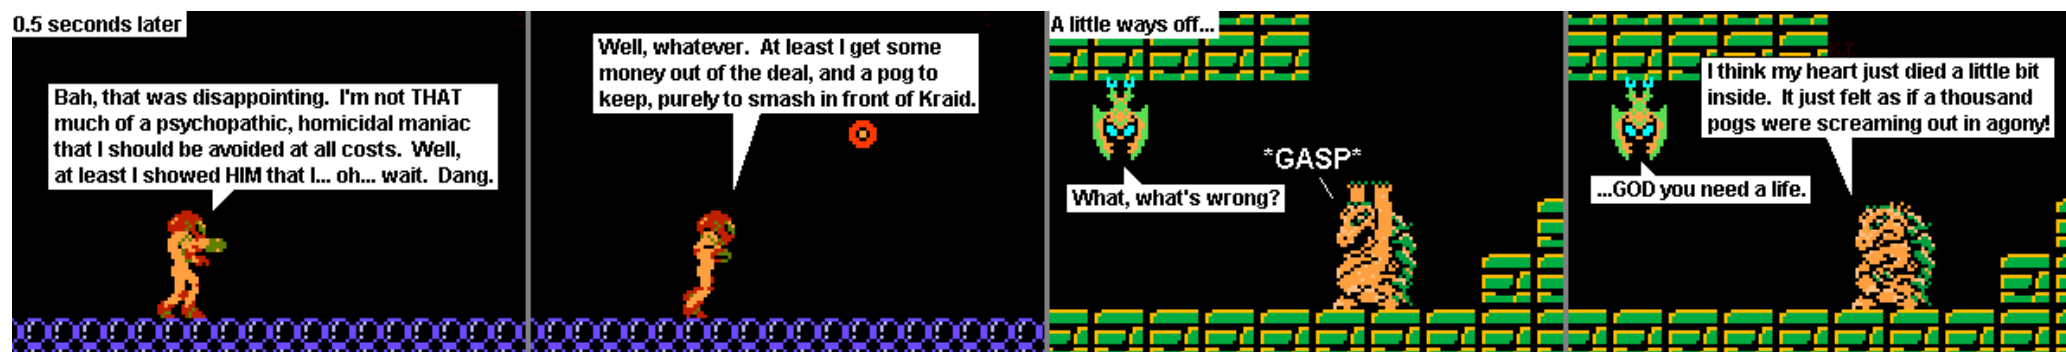 0.5 seconds later
Bah, that was disappointing.  I'm not THAT
much of a psychopathic, homicidal maniac
that I should be avoided at all costs.  Well,
at least I showed HIM that I... oh... wait.  Dang.
Well, whatever.  At least I get some
money out of the deal, and a pog to
keep, purely to smash in front of Kraid.
A little ways off...
*GASP*
What, what's wrong?
I think my heart just died a little bit
inside.  It just felt as if a thousand
pogs were screaming out in agony!
...GOD you need a life.